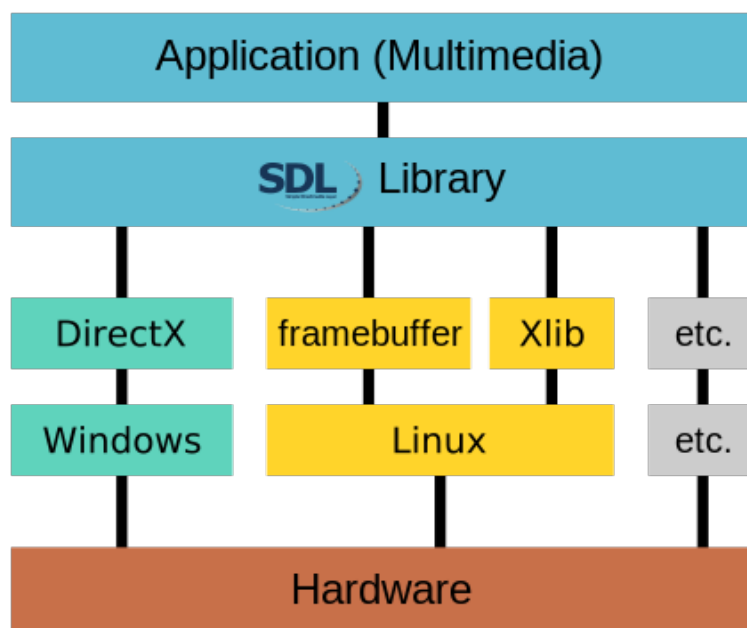 Application (Multimedia)
SDL Library
DirectX framebuffer Xlib etc.
Windows Linux etc.
Hardware